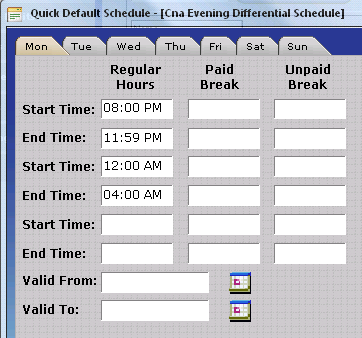 Quick Default Schedule - [Cna Evening Differential Schedule]
Mon Tue Wed Thu Fri Sat Sun
Regular Hours Paid Break Unpaid Break
Start Time: 08:00 PM
End Time: 11:59 PM
Start Time: 12:00 AM
End Time: 04:00 AM
Start Time:
End Time:
Valid From:
Valid To: